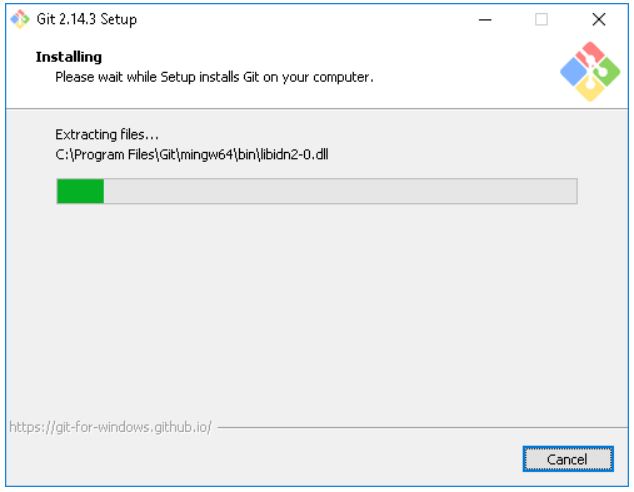 Git 2.14.3 Setup
Installing
Please wait while Setup installs Git on your computer.
Extracting files...
C:\Program Files\Git\mingw64\bin\libidn2-0.dll
https://git-for-windows.github.io/
Cancel